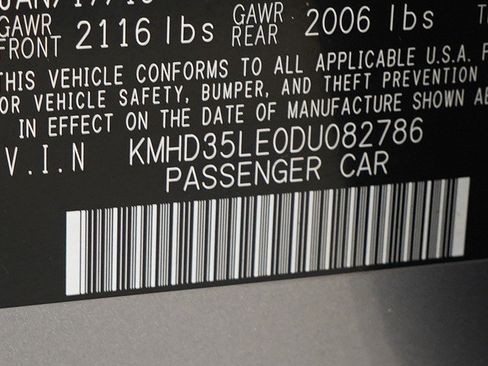 GAWR FRONT 2116 lbs GAWR REAR 2006 lbs
THIS VEHICLE CONFORMS TO ALL APPLICABLE U.S.A. F
OR VEHICLE SAFETY, BUMPER, AND THEFT PREVENTION
IN EFFECT ON THE DATE OF MANUFACTURE SHOWN AB
V.I.N KMHD35LE0DU082786
PASSENGER CAR